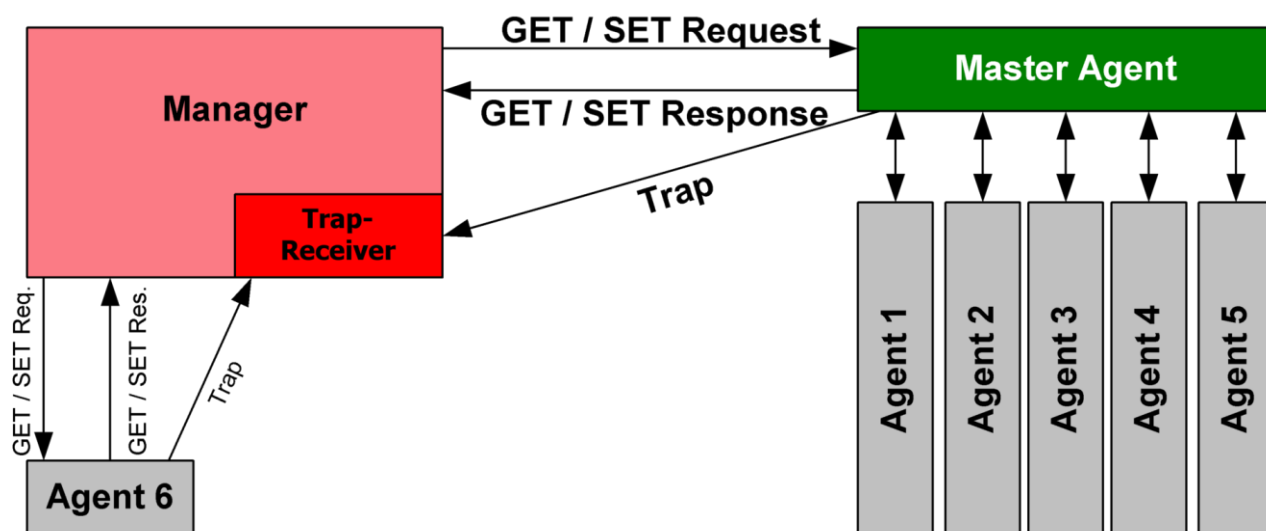 GET / SET Request
Manager
Master Agent
GET / SET Response
Trap
Trap-
Receiver
GET / SET Req.
GET / SET Res.
Trap
Agent 1
Agent 2
Agent 3
Agent 4
Agent 5
Agent 6